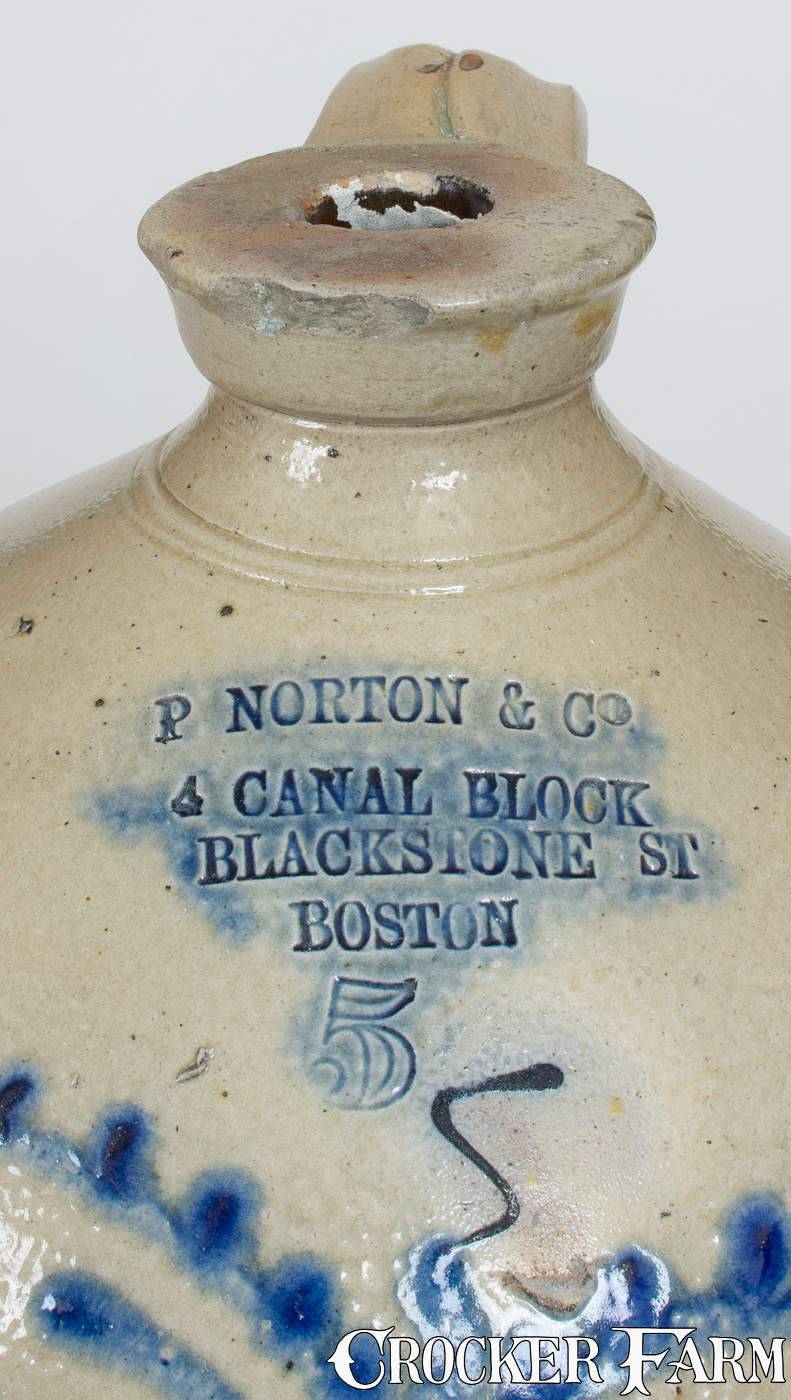 P NORTON & Co
4 CANAL BLOCK
BLACKSTONE ST
BOSTON
5
CROCKER FARM